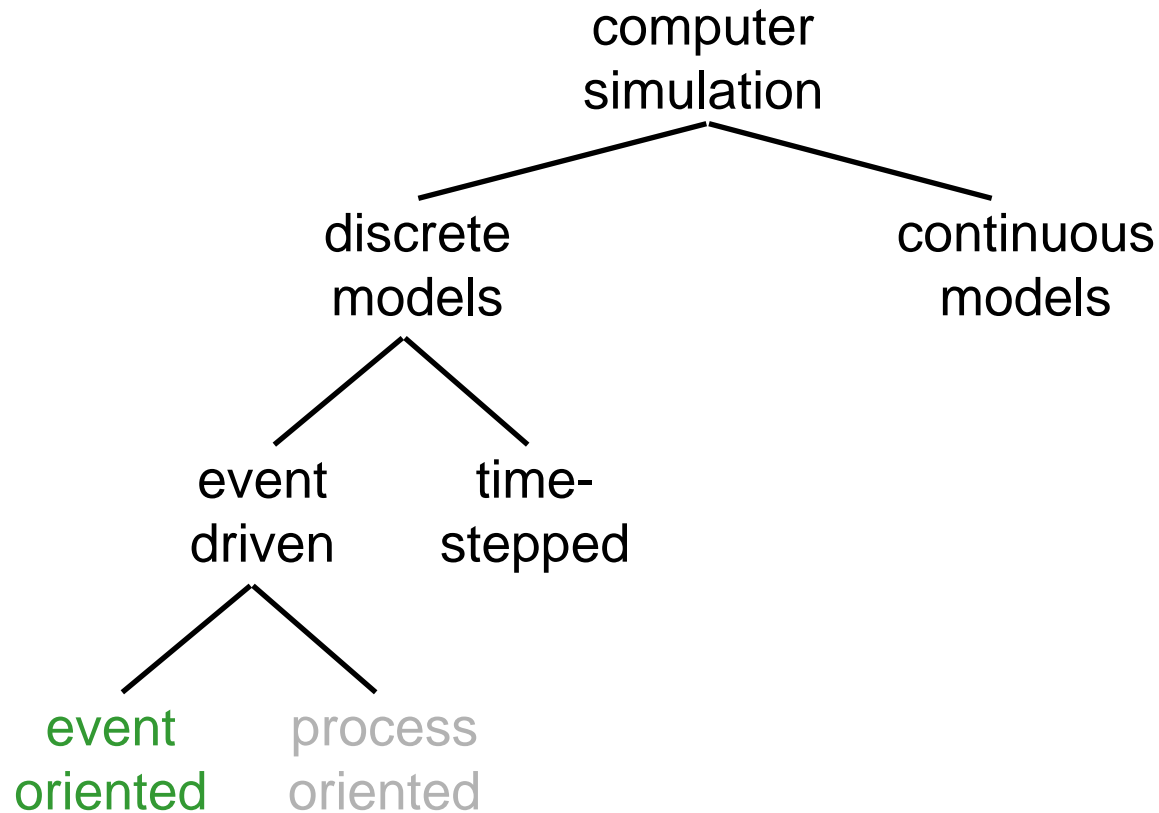 computer
simulation
discrete
models
continuous
models
event
driven
time-
stepped
event
oriented
process
oriented